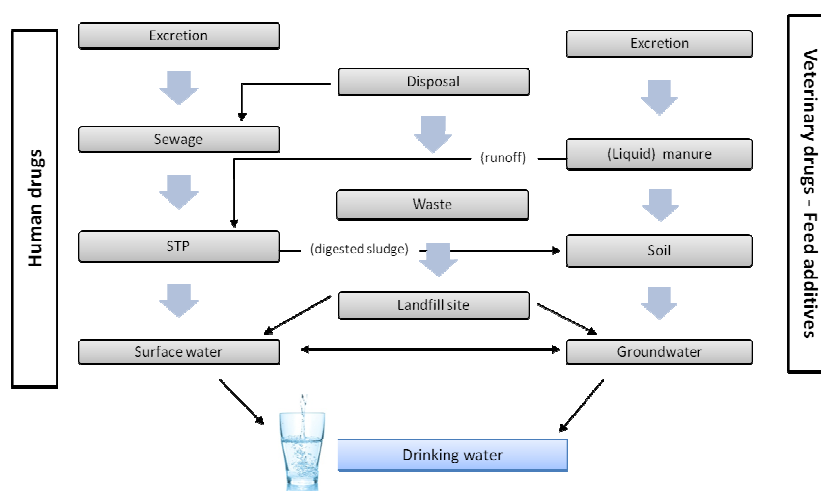 Human drugs
Excretion
Sewage
STP
Surface water
Disposal
(runoff)
Waste
(digested sludge)
Landfill site
Excretion
(Liquid) manure
Soil
Groundwater
Drinking water
Veterinary drugs – Feed additives